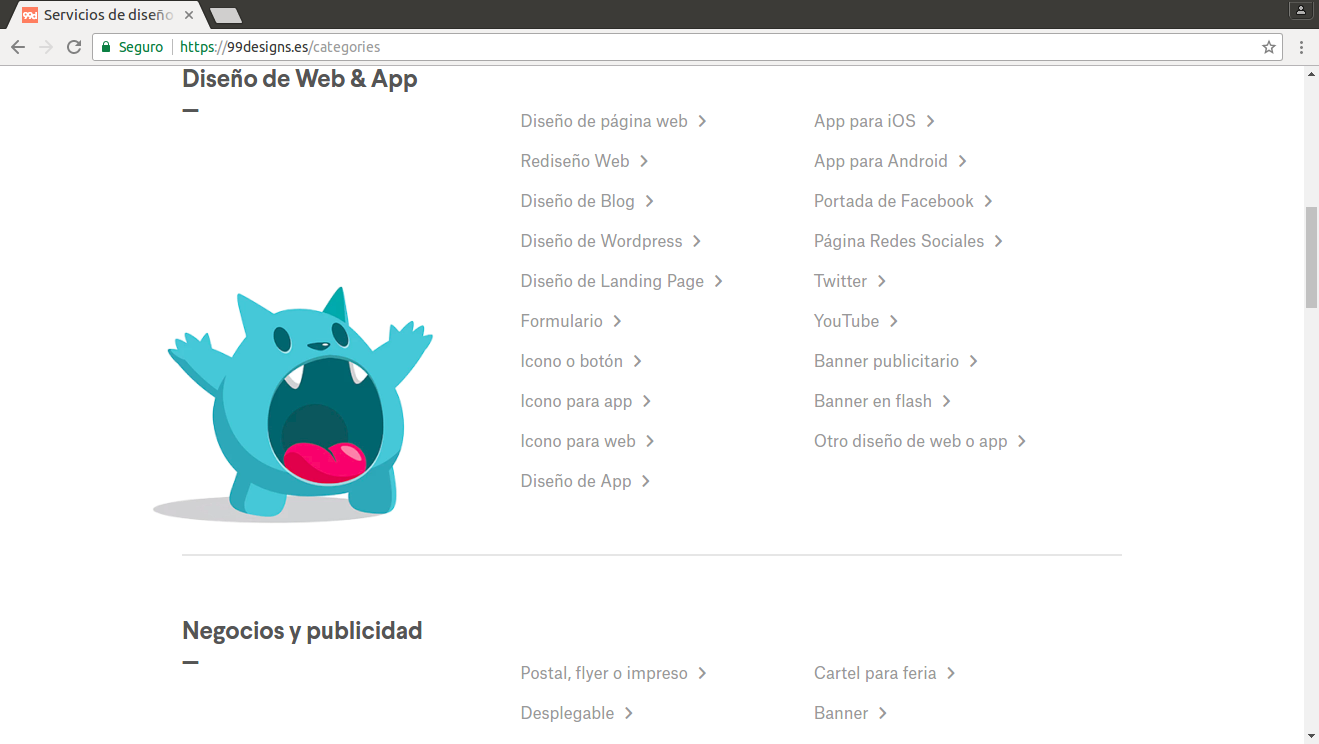 99d Servicios de diseño
Seguro https://99designs.es/categories
Diseño de Web & App
Diseño de página web
App para iOS
Rediseño Web
App para Android
Diseño de Blog
Portada de Facebook
Diseño de Wordpress
Página Redes Sociales
Diseño de Landing Page
Twitter
Formulario
YouTube
Icono o botón
Banner publicitario
Icono para app
Banner en flash
Icono para web
Otro diseño de web o app
Diseño de App
Negocios y publicidad
Postal, flyer o impreso
Cartel para feria
Desplegable
Banner